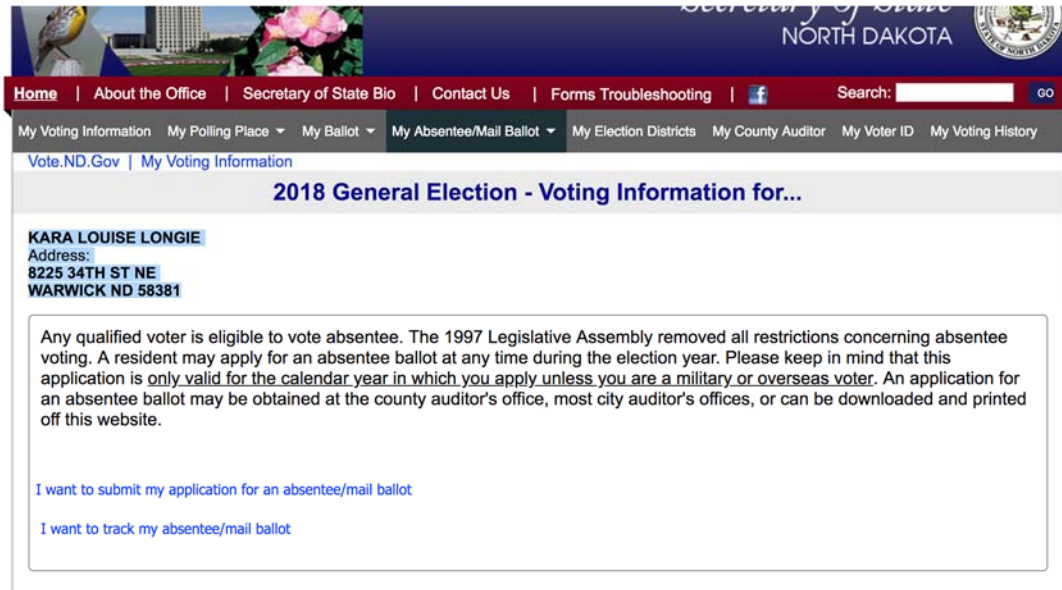 Secretary of State
NORTH DAKOTA
Home | About the Office | Secretary of State Bio | Contact Us | Forms Troubleshooting | f Search: GO
My Voting Information My Polling Place My Ballot My Absentee/Mail Ballot My Election Districts My County Auditor My Voter ID My Voting History
Vote.ND.Gov | My Voting Information
2018 General Election - Voting Information for...
KARA LOUISE LONGIE
Address:
8225 34TH ST NE
WARWICK ND 58381
Any qualified voter is eligible to vote absentee. The 1997 Legislative Assembly removed all restrictions concerning absentee
voting. A resident may apply for an absentee ballot at any time during the election year. Please keep in mind that this
application is only valid for the calendar year in which you apply unless you are a military or overseas voter. An application for
an absentee ballot may be obtained at the county auditor's office, most city auditor's offices, or can be downloaded and printed
off this website.
I want to submit my application for an absentee/mail ballot
I want to track my absentee/mail ballot